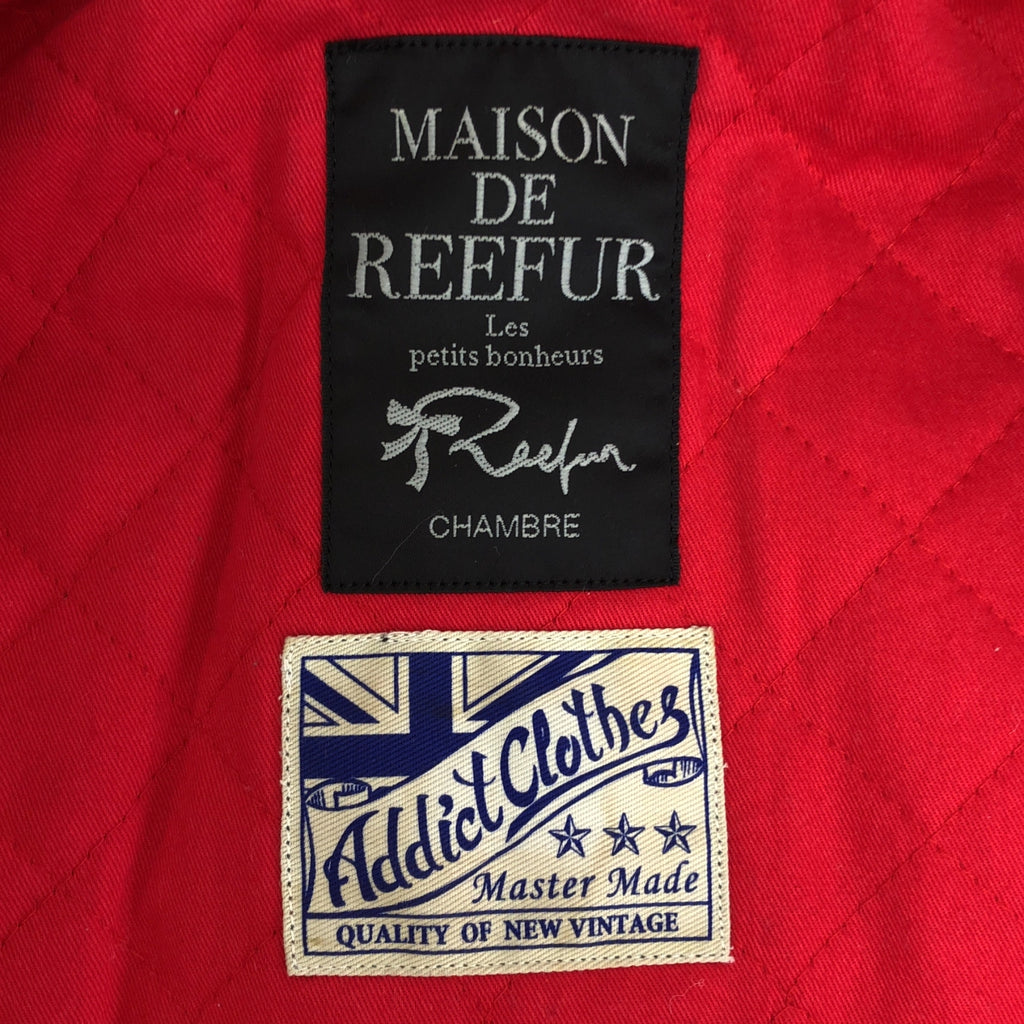 MAISON
DE
REEFUR
Les
petits bonheurs
Reefur
CHAMBRE
Addict Clothes
Master Made
QUALITY OF NEW VINTAGE